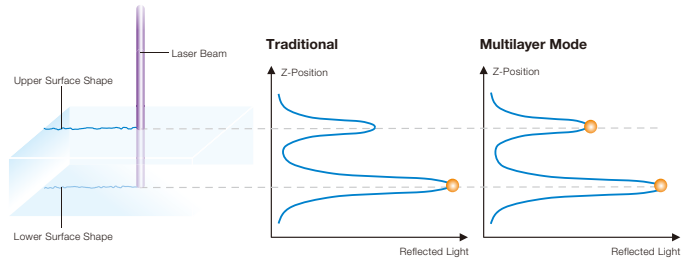 Traditional
Multilayer Mode
Laser Beam
Z-Position
Z-Position
Upper Surface Shape
Lower Surface Shape
Reflected Light
Reflected Light